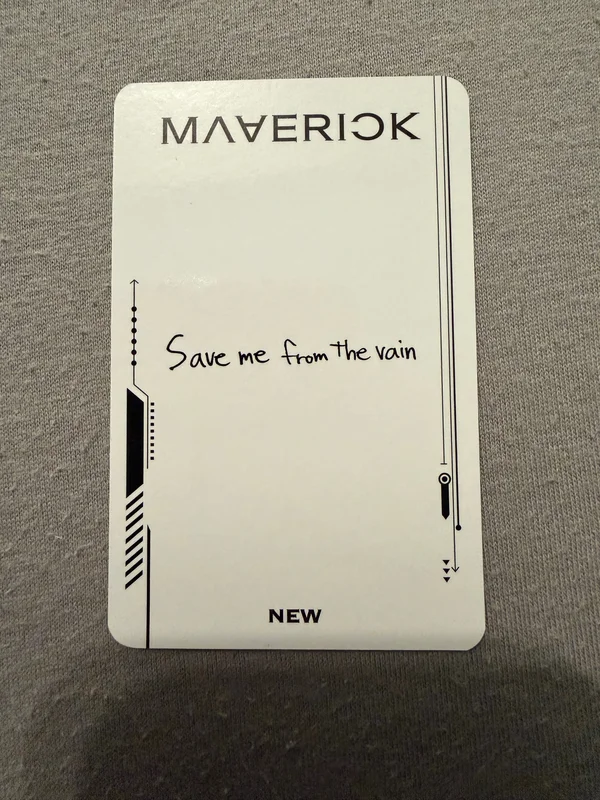 MAVERICK
Save me from the vain
NEW